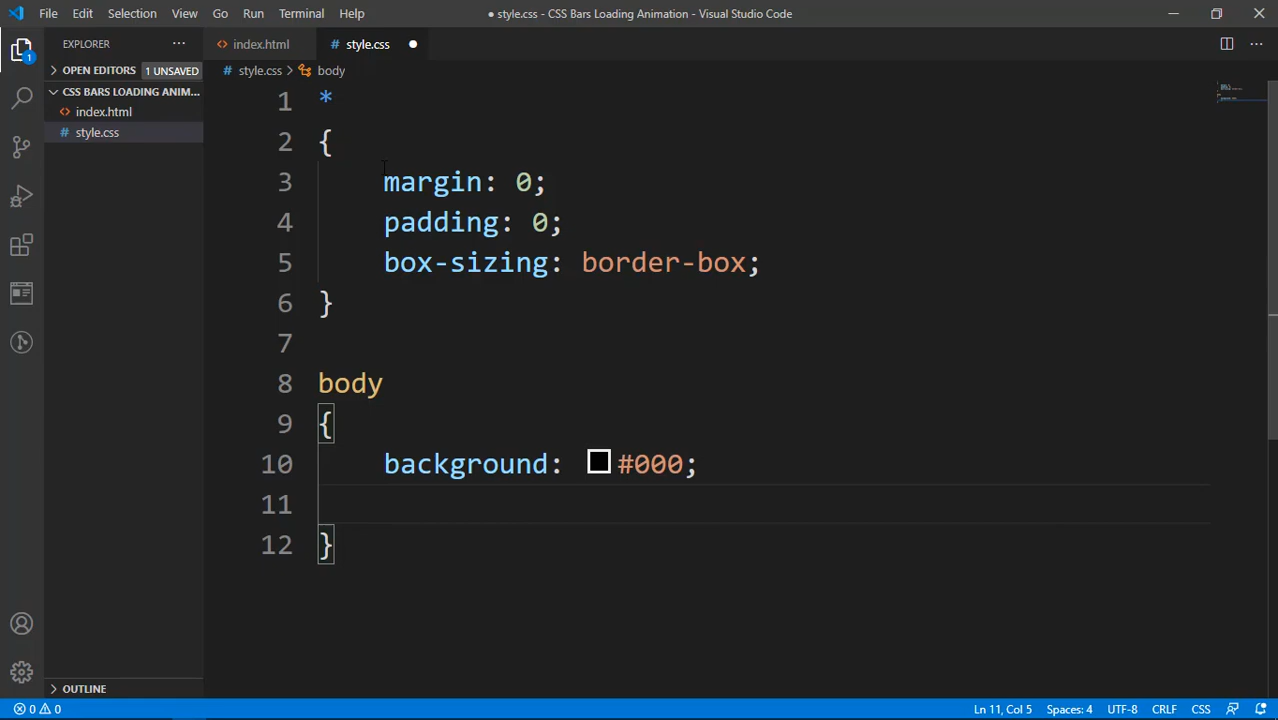 File Edit Selection View Go Run Terminal Help
● style.css - CSS Bars Loading Animation - Visual Studio Code
EXPLORER
index.html
style.css
OPEN EDITORS 1 UNSAVED
style.css > body
CSS BARS LOADING ANIM...
index.html
style.css
1 *
2 {
3 margin: 0;
4 padding: 0;
5 box-sizing: border-box;
6 }
7
8 body
9 {
10 background: #000;
11
12 }
1
OUTLINE
0 0
Ln 11, Col 5 Spaces: 4 UTF-8 CRLF CSS